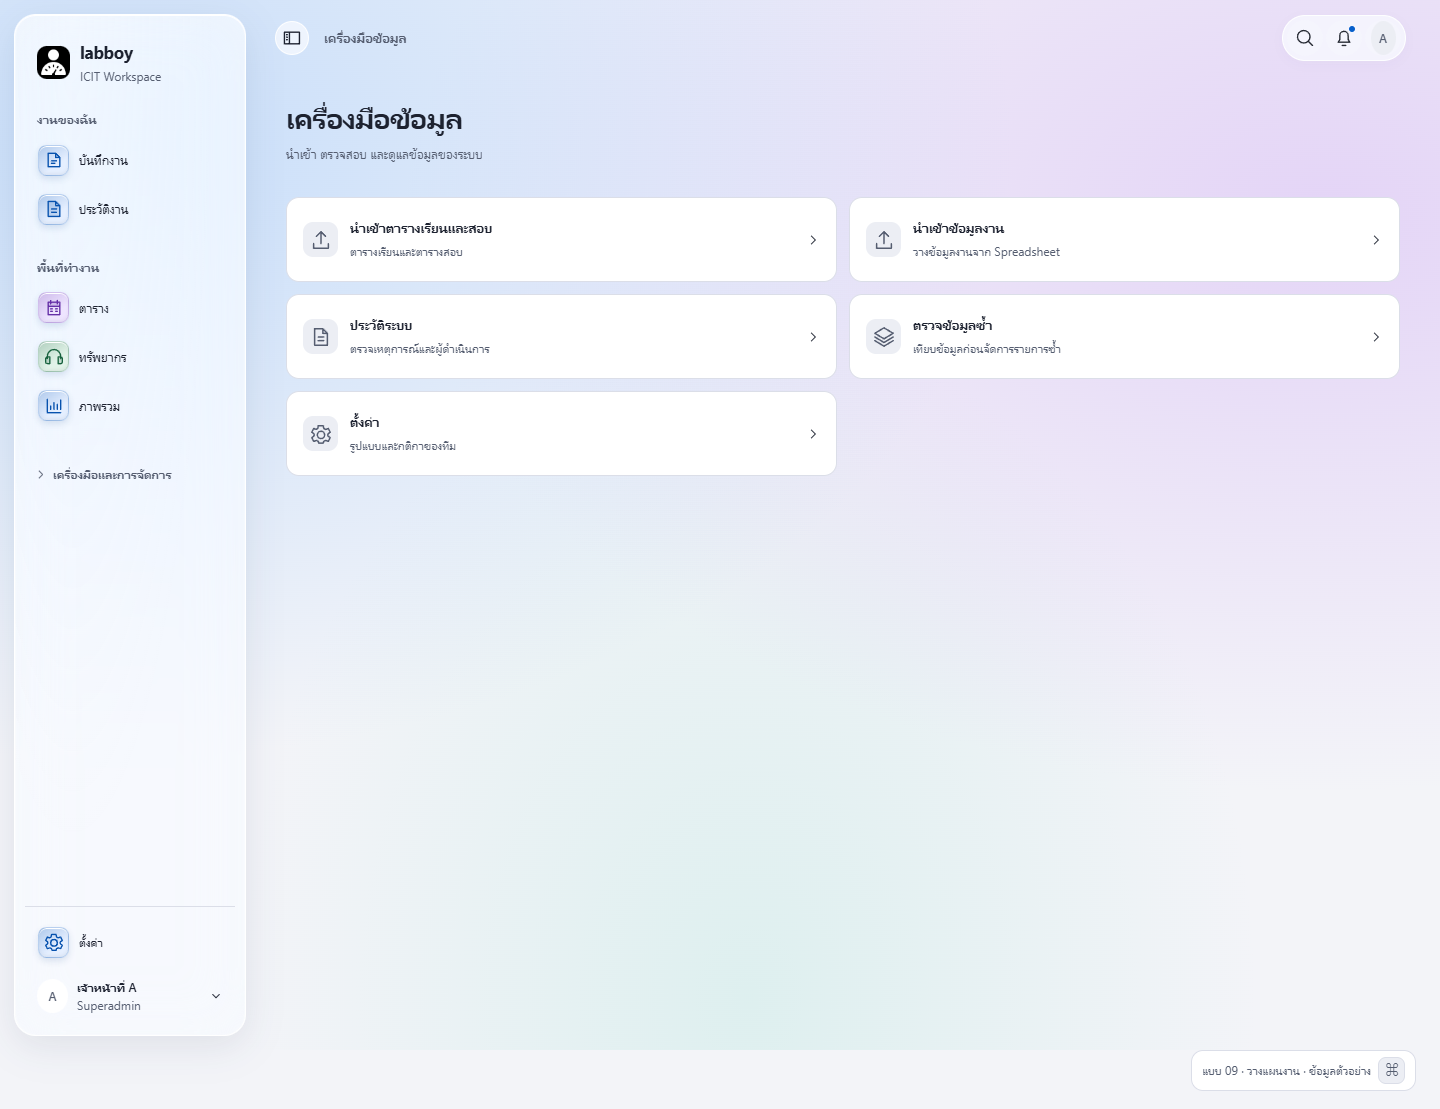 labboy
ICIT Workspace
งานของฉัน
บันทึกงาน
ประวัติงาน
พื้นที่ทำงาน
ตาราง
ทรัพยากร
ภาพรวม
เครื่องมือและการจัดการ
ตั้งค่า
A
เจ้าหน้าที่ A
Superadmin
เครื่องมือข้อมูล
A
เครื่องมือข้อมูล
นำเข้า ตรวจสอบ และดูแลข้อมูลของระบบ
นำเข้าตารางเรียนและสอบ
ตารางเรียนและตารางสอบ
นำเข้าข้อมูลงาน
วางข้อมูลงานจาก Spreadsheet
ประวัติระบบ
ตรวจเหตุการณ์และผู้ดำเนินการ
ตรวจข้อมูลซ้ำ
เทียบข้อมูลก่อนจัดการรายการซ้ำ
ตั้งค่า
รูปแบบและกติกาของทีม
แบบ 09 · วางแผนงาน · ข้อมูลตัวอย่าง ⌘